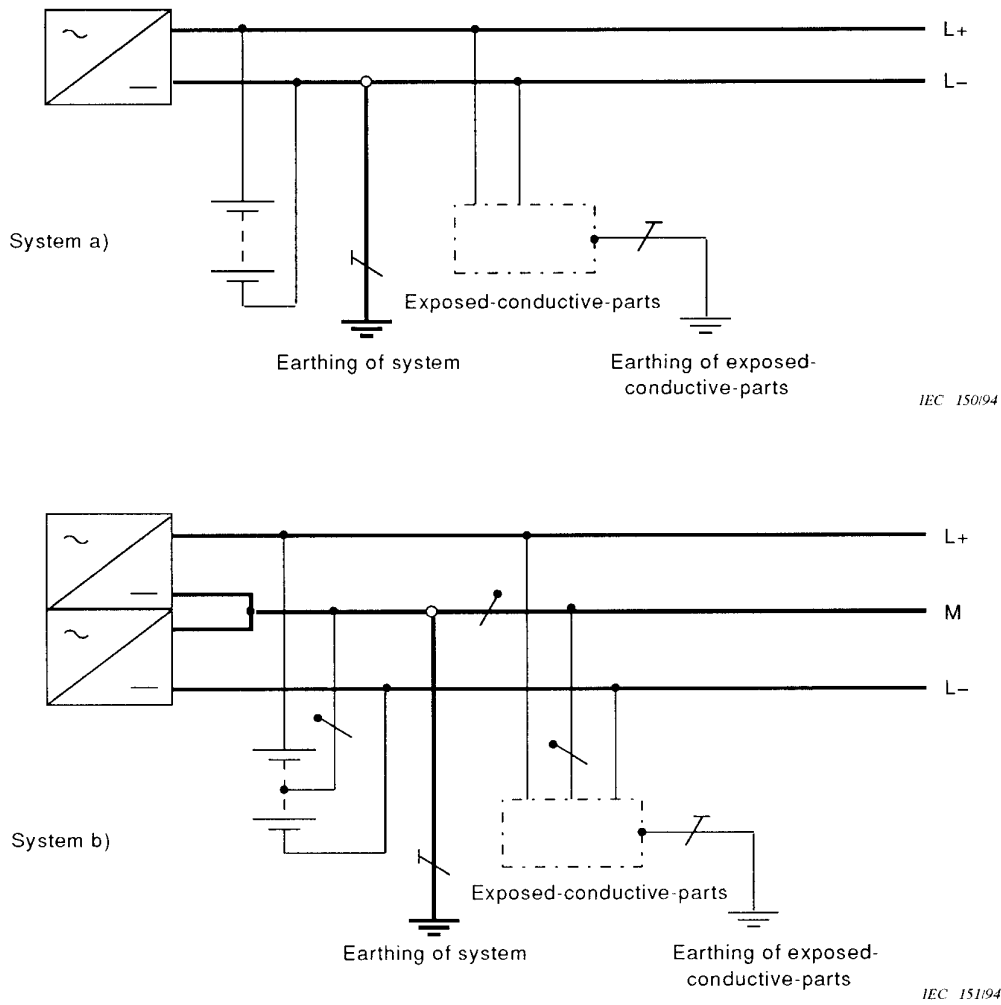 L+
L−
System a)
Exposed-conductive-parts
Earthing of system
Earthing of exposed-
conductive-parts
IEC 150/94
L+
M
L−
System b)
Exposed-conductive-parts
Earthing of system
Earthing of exposed-
conductive-parts
IEC 151/94